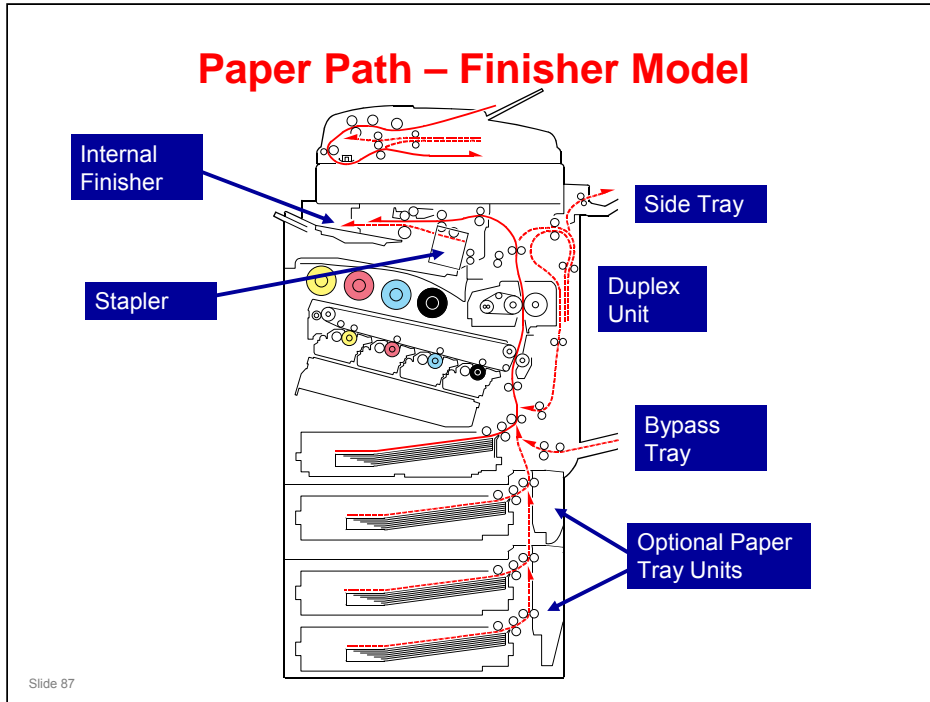 Paper Path – Finisher Model
Internal
Finisher
Side Tray
Stapler
Duplex
Unit
Bypass
Tray
Optional Paper
Tray Units
Slide 87